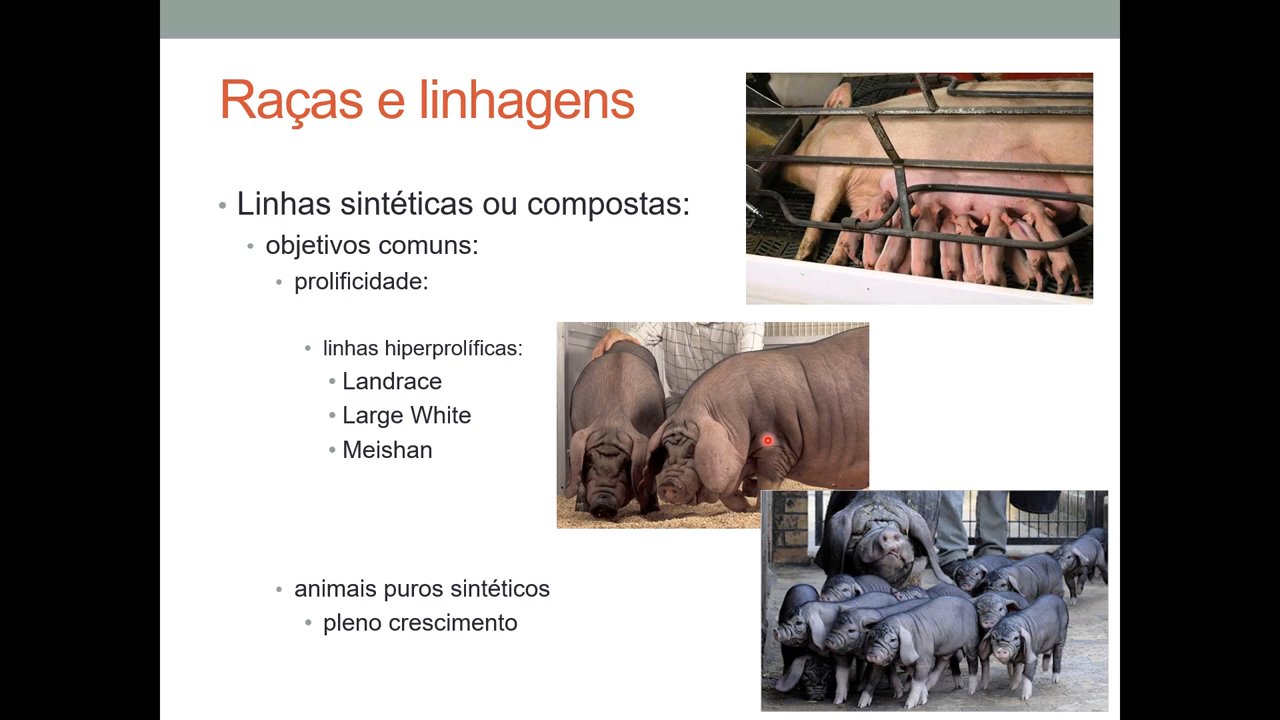 Raças e linhagens
• Linhas sintéticas ou compostas:
• objetivos comuns:
• prolificidade:
• linhas hiperprolíficas:
• Landrace
• Large White
• Meishan
• animais puros sintéticos
• pleno crescimento